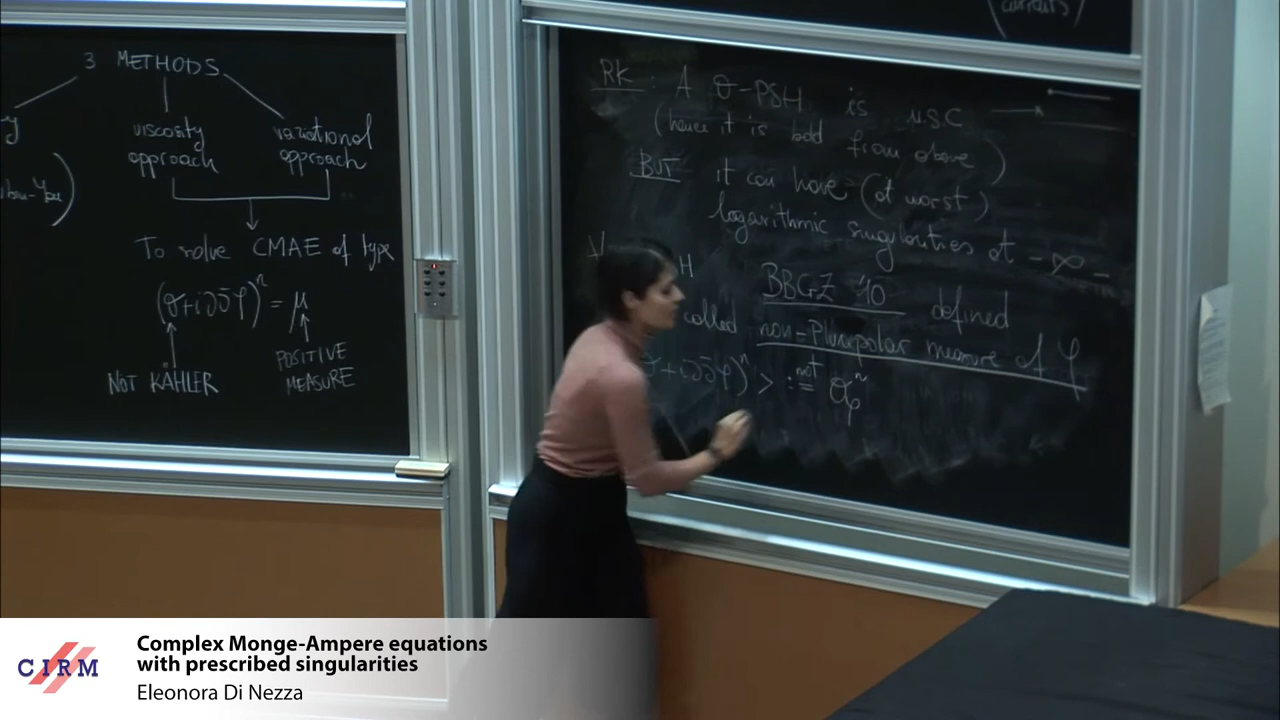 3 METHODS
viscosity approach
variational approach
To solve CMAE of type
(θ+i∂∂̄φ)ⁿ = μ
NOT KÄHLER
POSITIVE MEASURE
(currents)
RK : A θ-PSH is usc →
(hence it is bdd from above)
BUT it can have (at worst)
logarithmic singularities at -∞-
∀ H BBGZ '10 defined
called non-Pluripolar measure of φ
+i∂∂̄φ)ⁿ > :=not θφⁿ
CIRM
Complex Monge-Ampere equations
with prescribed singularities
Eleonora Di Nezza